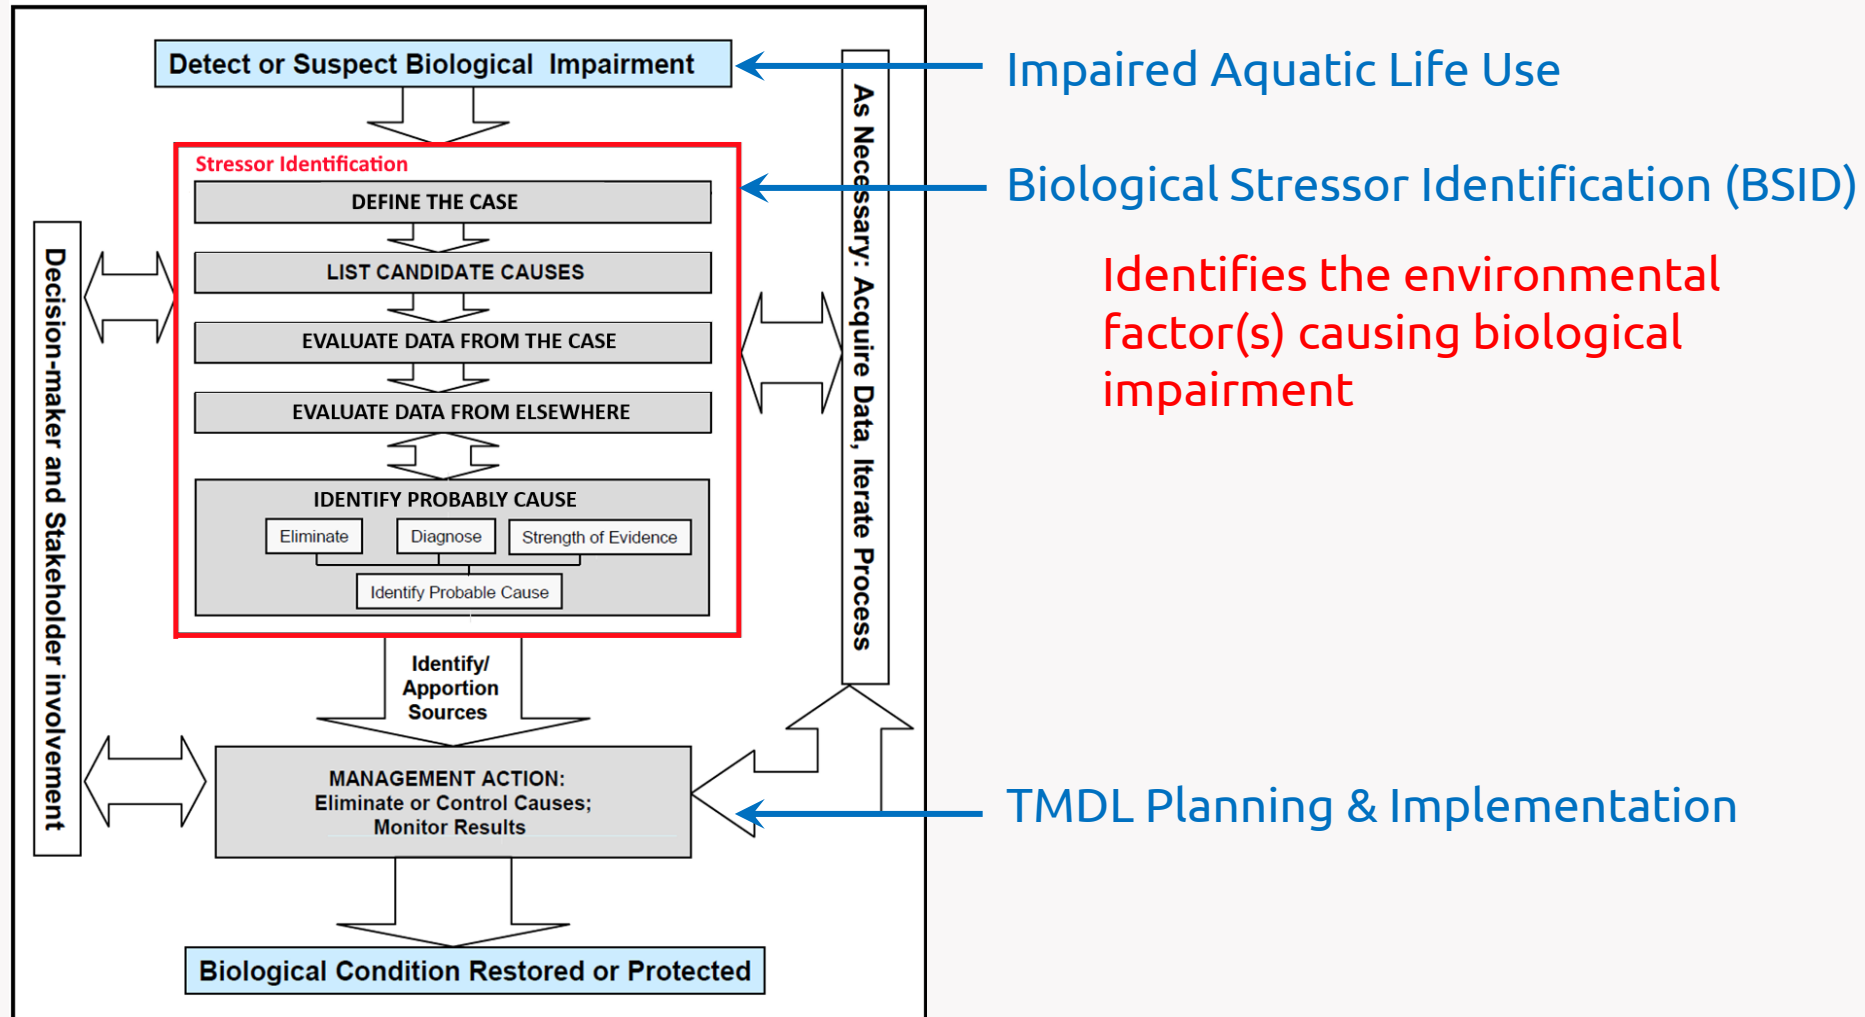 Detect or Suspect Biological Impairment
Stressor Identification
DEFINE THE CASE
LIST CANDIDATE CAUSES
EVALUATE DATA FROM THE CASE
EVALUATE DATA FROM ELSEWHERE
IDENTIFY PROBABLY CAUSE
Eliminate
Diagnose
Strength of Evidence
Identify Probable Cause
Identify/
Apportion
Sources
MANAGEMENT ACTION:
Eliminate or Control Causes;
Monitor Results
Biological Condition Restored or Protected
Decision-maker and Stakeholder involvement
As Necessary: Acquire Data, Iterate Process
Impaired Aquatic Life Use
Biological Stressor Identification (BSID)
Identifies the environmental
factor(s) causing biological
impairment
TMDL Planning & Implementation